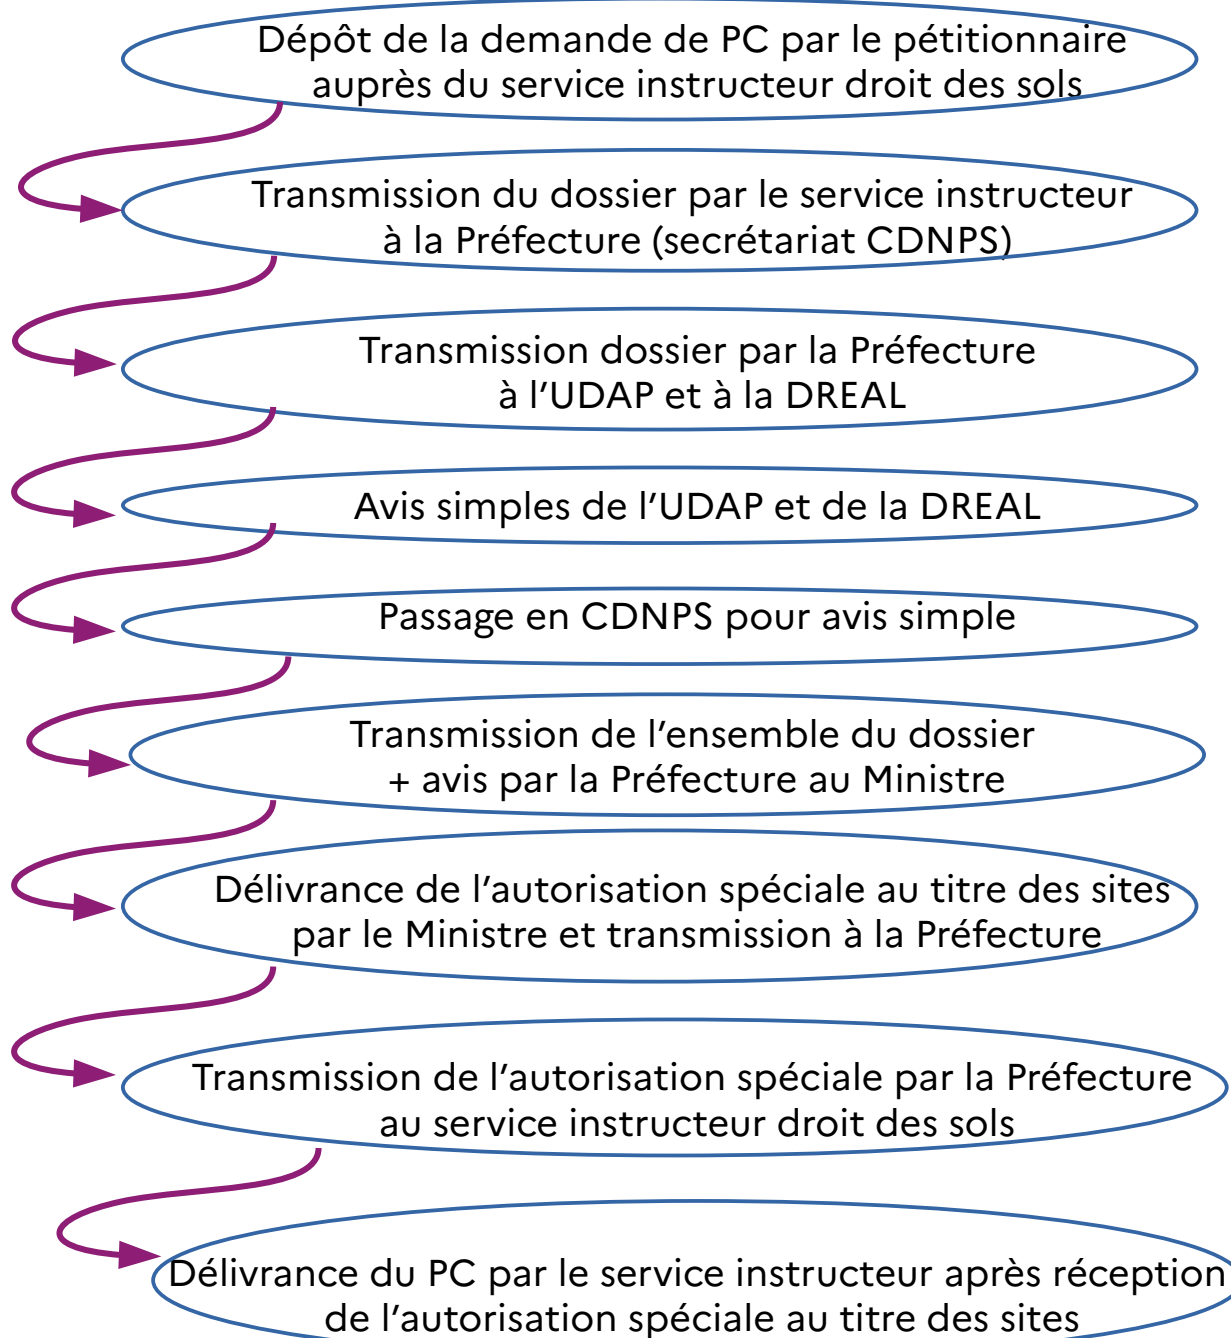 Dépôt de la demande de PC par le pétitionnaire
auprès du service instructeur droit des sols
Transmission du dossier par le service instructeur
à la Préfecture (secrétariat CDNPS)
Transmission dossier par la Préfecture
à l’UDAP et à la DREAL
Avis simples de l’UDAP et de la DREAL
Passage en CDNPS pour avis simple
Transmission de l’ensemble du dossier
+ avis par la Préfecture au Ministre
Délivrance de l’autorisation spéciale au titre des sites
par le Ministre et transmission à la Préfecture
Transmission de l’autorisation spéciale par la Préfecture
au service instructeur droit des sols
Délivrance du PC par le service instructeur après réception
de l’autorisation spéciale au titre des sites